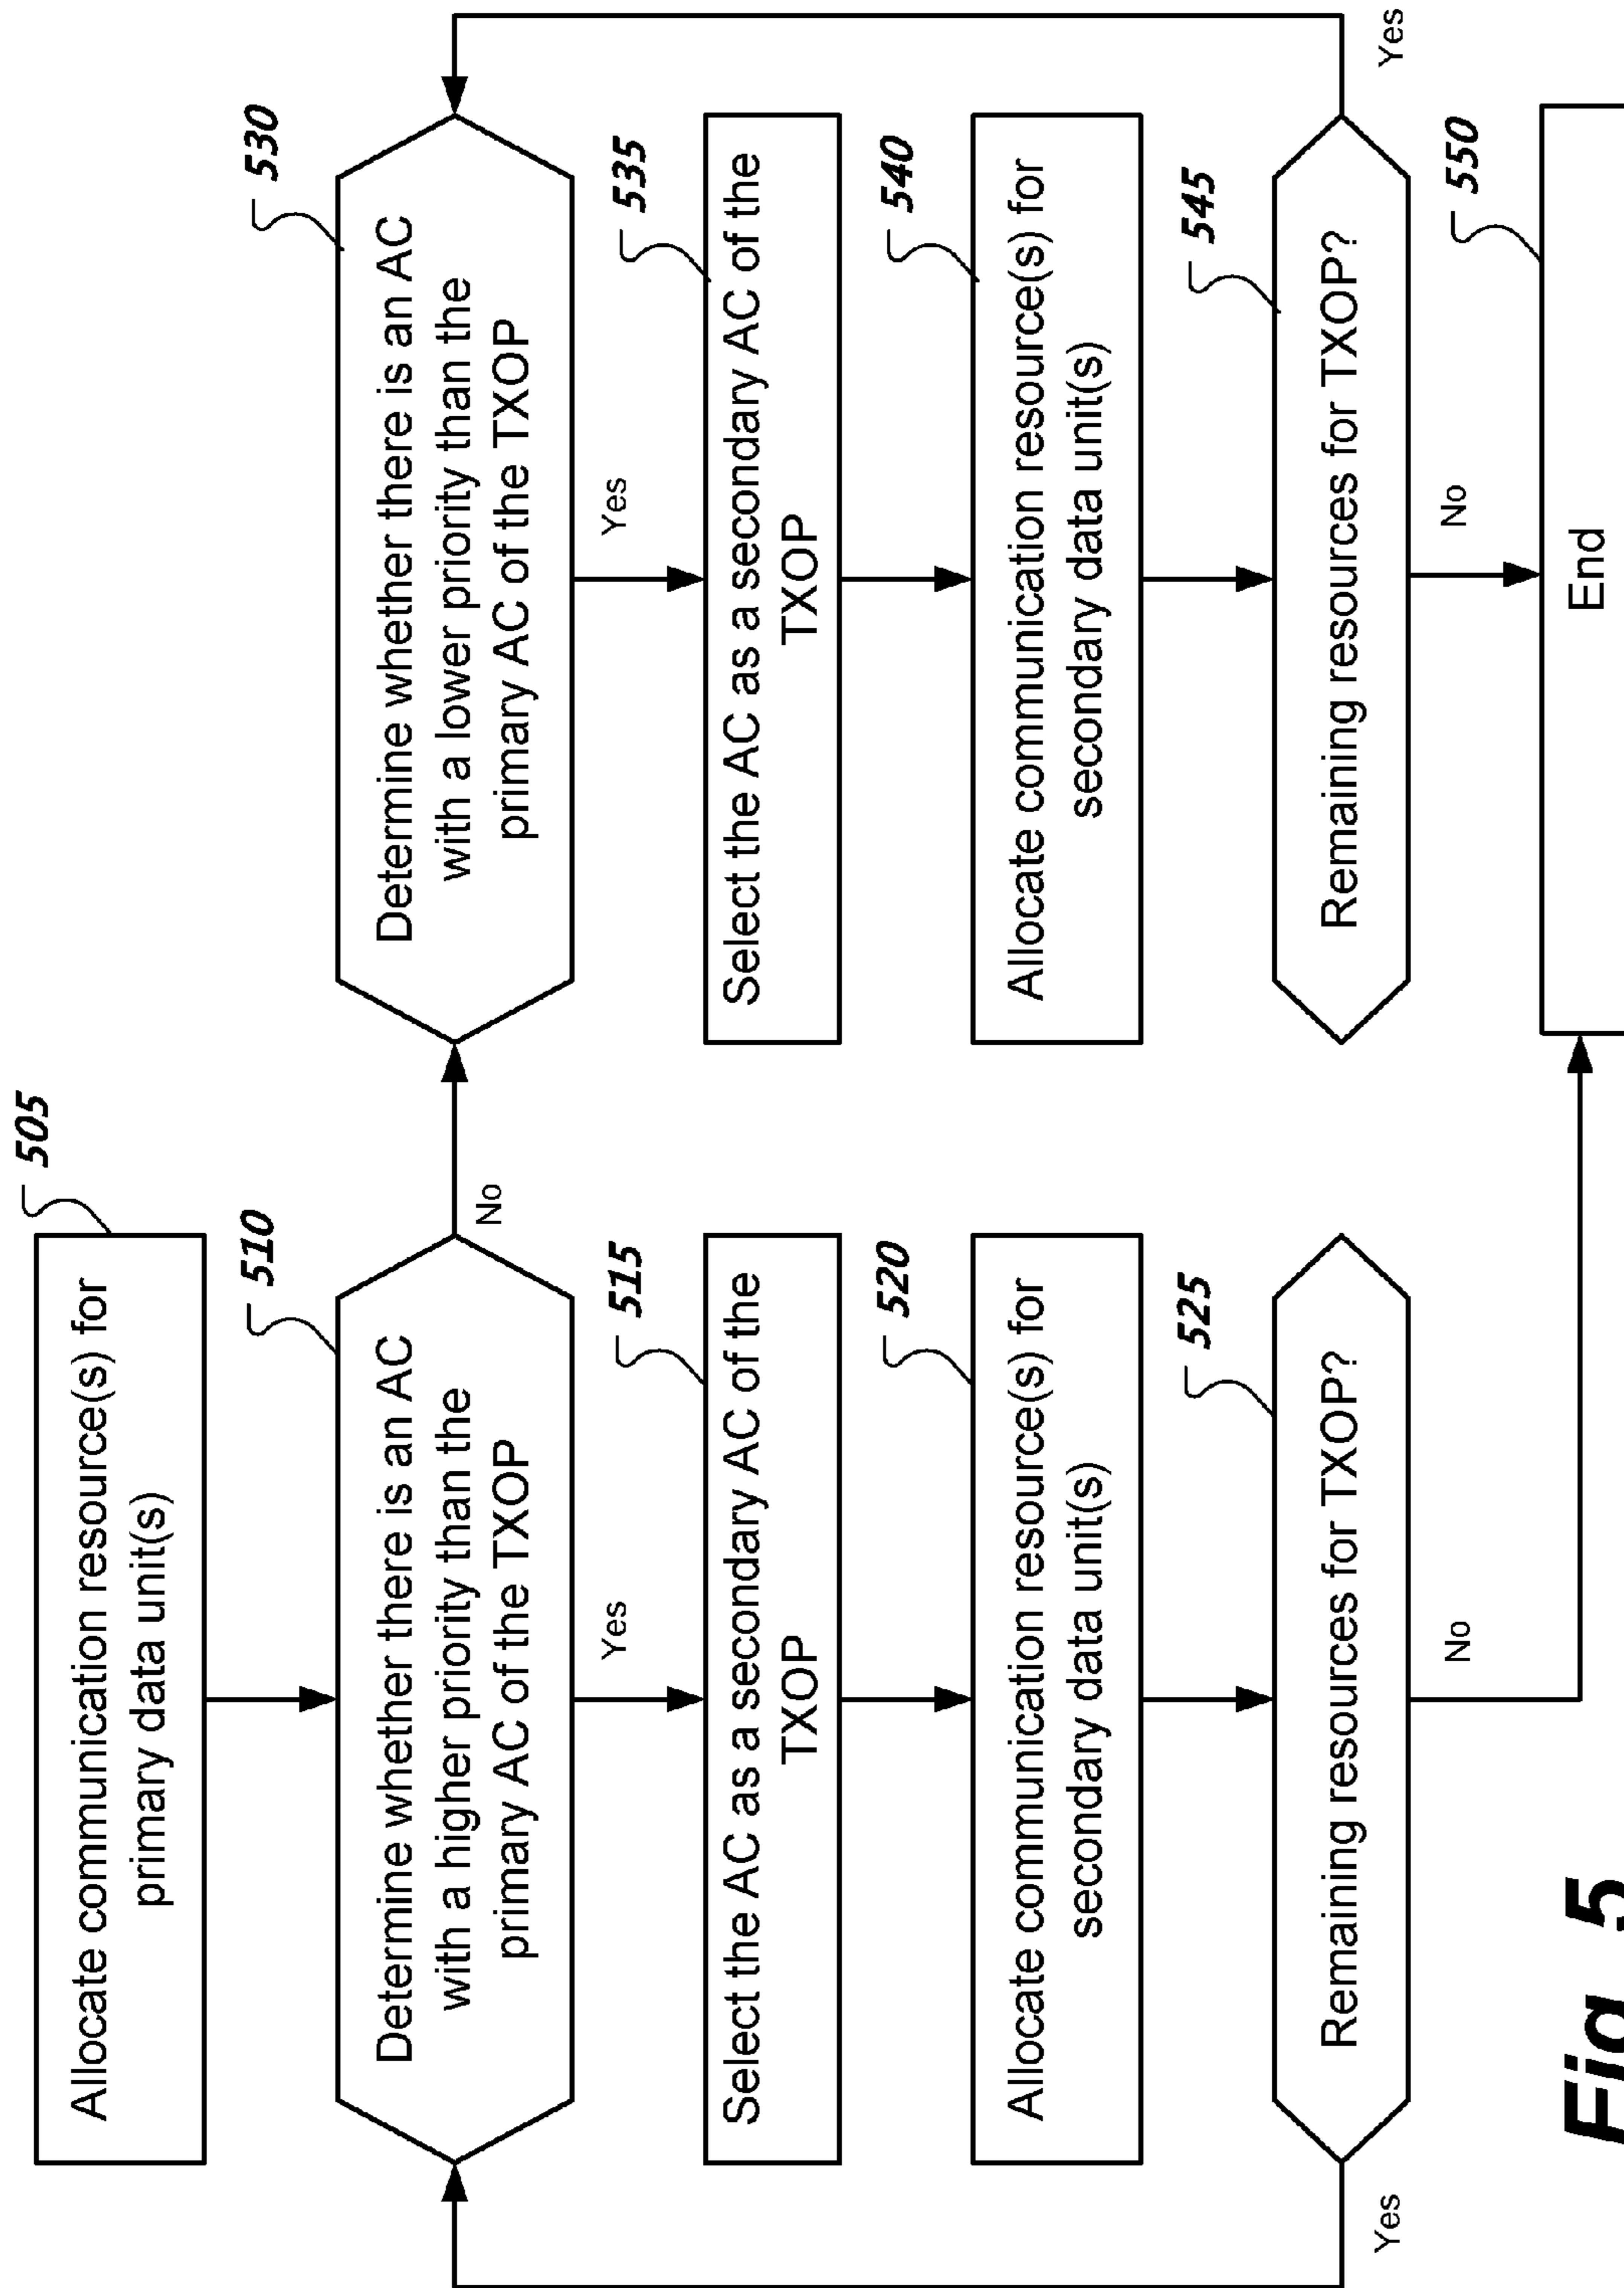 505
Allocate communication resource(s) for
primary data unit(s)
510
Determine whether there is an AC
with a higher priority than the
primary AC of the TXOP
No
Yes
515
Select the AC as a secondary AC of the
TXOP
520
Allocate communication resource(s) for
secondary data unit(s)
525
Remaining resources for TXOP?
Yes
No
530
Determine whether there is an AC
with a lower priority than the
primary AC of the TXOP
Yes
535
Select the AC as a secondary AC of the
TXOP
540
Allocate communication resource(s) for
secondary data unit(s)
545
Remaining resources for TXOP?
Yes
No
550
End
Fig. 5